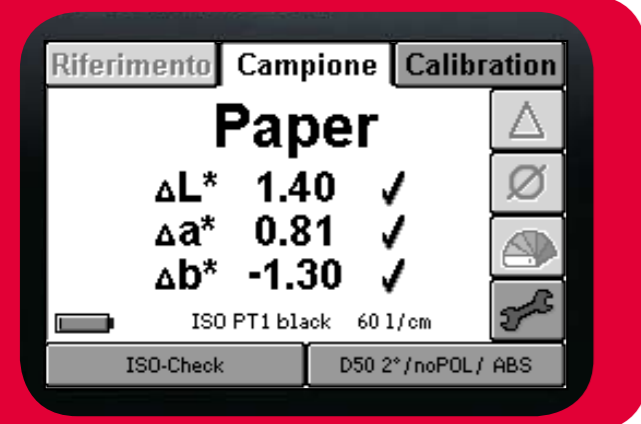 Riferimento Campione Calibration
Paper
ΔL* 1.40 ✓
Δa* 0.81 ✓
Δb* -1.30 ✓
ISO PT1 black 60 l/cm
ISO-Check D50 2°/noPOL/ ABS